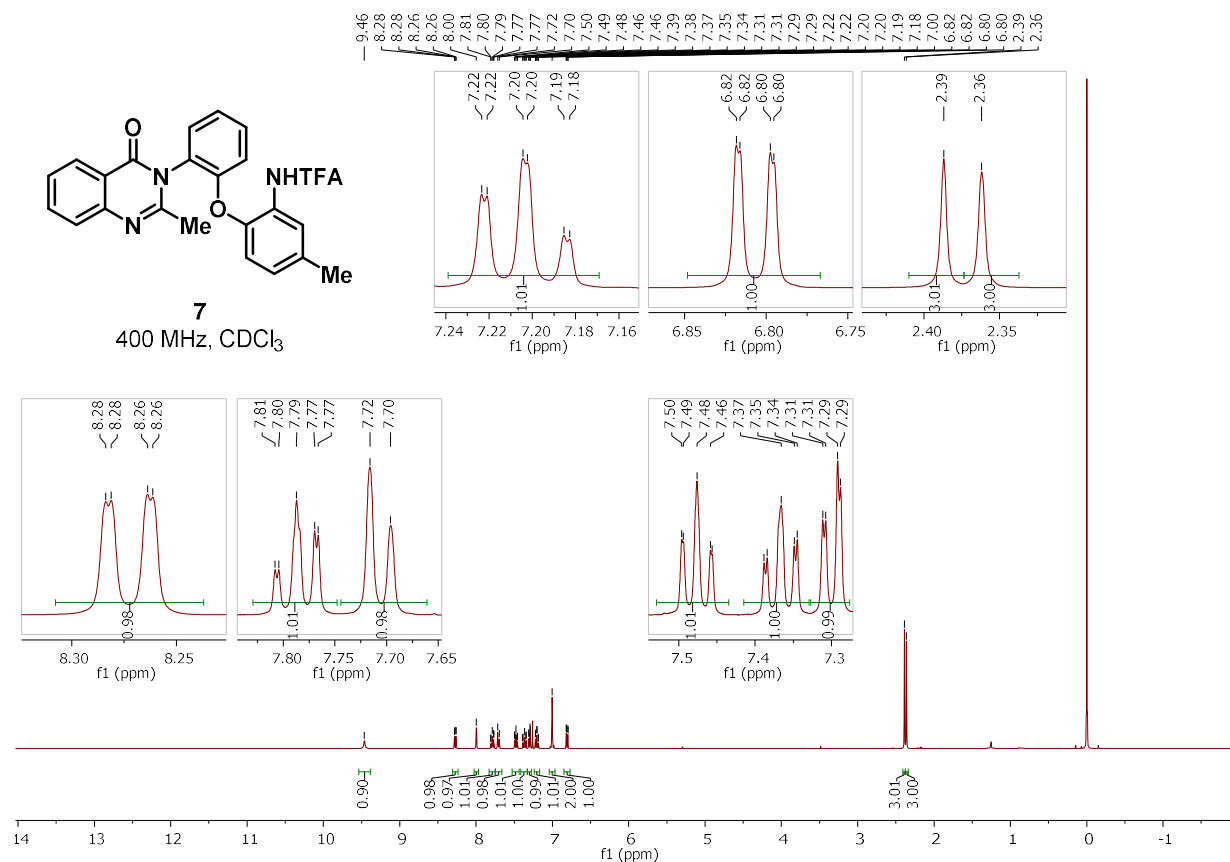 9.46 8.28 8.28 8.26 8.26 8.00 7.81 7.80 7.79 7.77 7.77 7.72 7.70 7.50 7.49 7.48 7.46 7.46 7.39 7.38 7.37 7.35 7.34 7.31 7.31 7.29 7.29 7.22 7.22 7.20 7.20 7.19 7.18 7.00 6.82 6.82 6.80 6.80 2.39 2.36
O
N
N
Me
O
NHTFA
Me
7
400 MHz, CDCl3
7.22 7.22 7.20 7.20 7.19 7.18
1.01
7.24 7.22 7.20 7.18 7.16
f1 (ppm)
6.82 6.82 6.80 6.80
1.00
6.85 6.80 6.75
f1 (ppm)
2.39 2.36
3.01 3.00
2.40 2.35
f1 (ppm)
8.28 8.28 8.26 8.26
0.98
8.30 8.25
f1 (ppm)
7.81 7.80 7.79 7.77 7.77 7.72 7.70
1.01 0.98
7.80 7.75 7.70 7.65
f1 (ppm)
7.50 7.49 7.48 7.46 7.37 7.35 7.34 7.31 7.31 7.29 7.29
1.01 1.00 0.99
7.5 7.4 7.3
f1 (ppm)
0.90 0.98 0.97 1.01 0.98 1.01 1.00 0.99 1.01 2.00 1.00 3.01 3.00
14 13 12 11 10 9 8 7 6 5 4 3 2 1 0 -1
f1 (ppm)